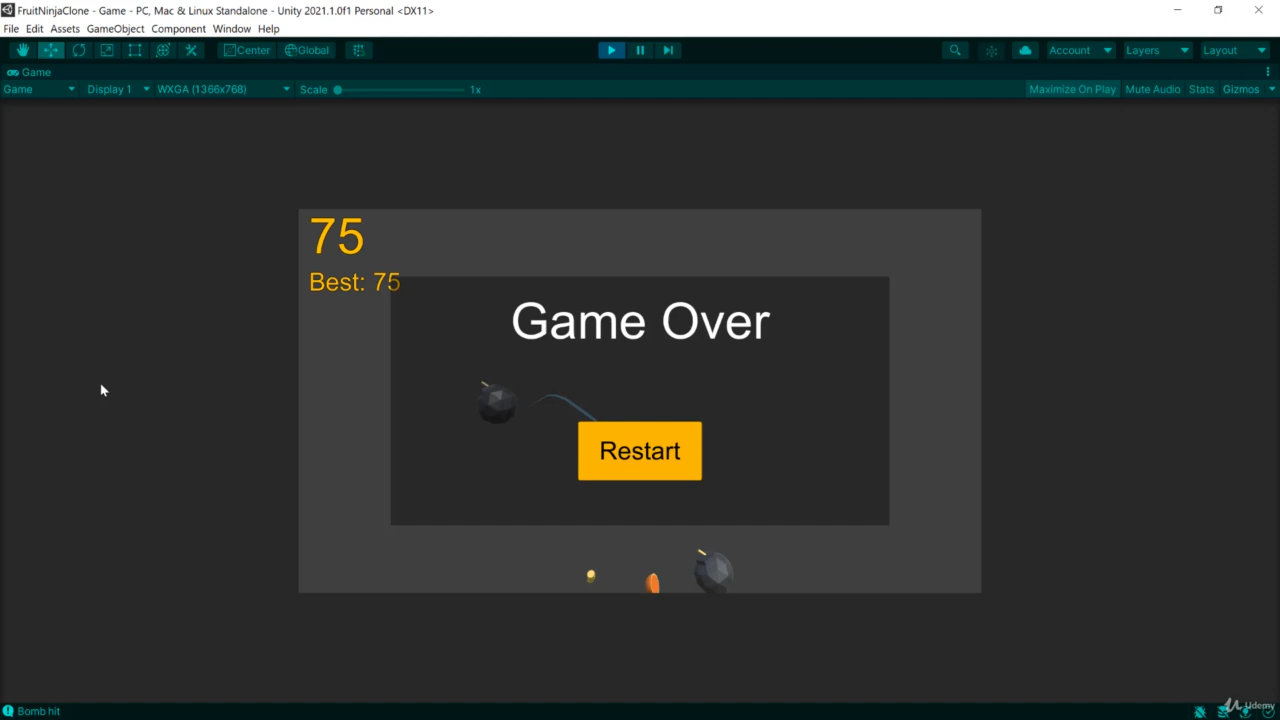 FruitNinjaClone - Game - PC, Mac & Linux Standalone - Unity 2021.1.0f1 Personal <DX11>
File Edit Assets GameObject Component Window Help
Center Global Account Layers Layout
Game
Game Display 1 WXGA (1366x768) Scale 1x Maximize On Play Mute Audio Stats Gizmos
75
Best: 75
Game Over
Restart
Bomb hit
Udemy